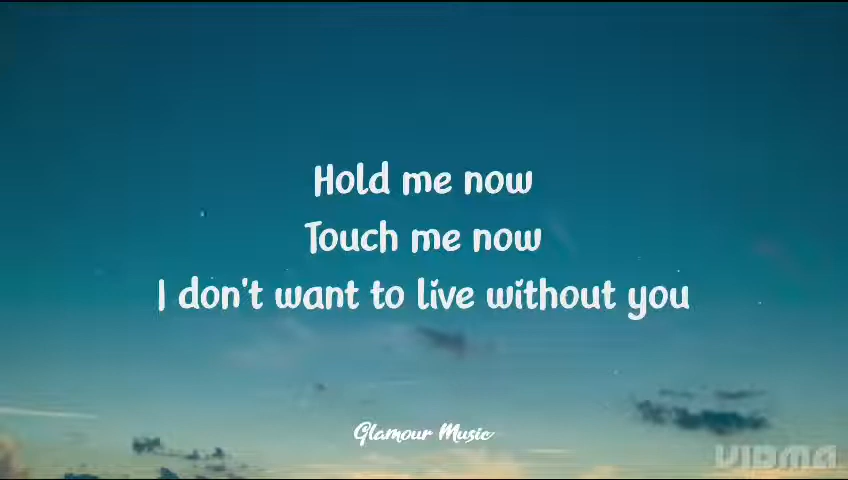 Hold me now
Touch me now
I don't want to live without you
Glamour Music
VIDMA